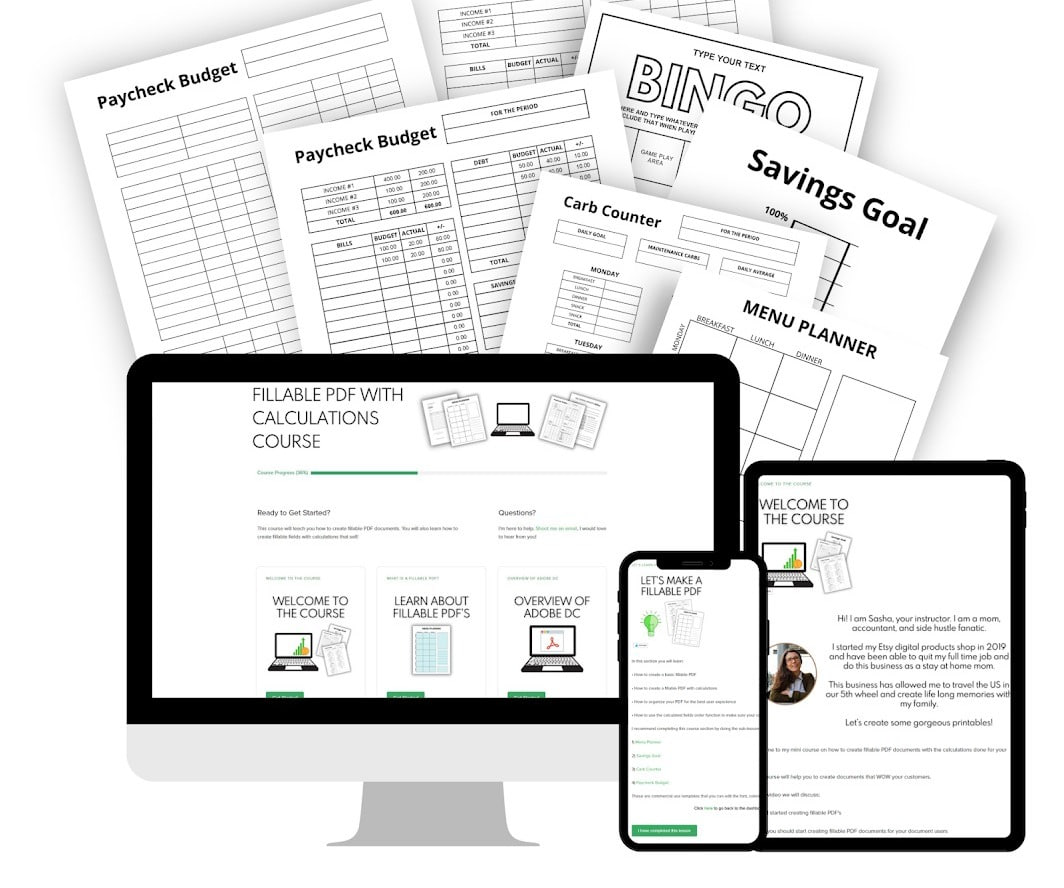 Paycheck Budget
INCOME #1
INCOME #2
INCOME #3
TOTAL
BILLS BUDGET ACTUAL +/-
TYPE YOUR TEXT
BINGO
HERE AND TYPE WHATEVER
CLUDE THAT WHEN PLAY
GAME PLAY
AREA
Paycheck Budget
FOR THE PERIOD
INCOME #1 400.00 200.00
INCOME #2 100.00 200.00
INCOME #3 100.00 200.00
TOTAL 600.00 600.00
BILLS BUDGET ACTUAL +/-
100.00 20.00 80.00
100.00 20.00 80.00
0.00
0.00
0.00
0.00
0.00
0.00
0.00
0.00
DEBT BUDGET ACTUAL +/-
50.00 40.00 10.00
50.00 40.00 10.00
0.00
TOTAL
SAVINGS
Savings Goal
100%
Carb Counter
DAILY GOAL
FOR THE PERIOD
MAINTENANCE CARBS
DAILY AVERAGE
MONDAY
BREAKFAST
LUNCH
DINNER
SNACK
SNACK
TOTAL
TUESDAY
BREAKFAST
MENU PLANNER
BREAKFAST
LUNCH
DINNER
MONDAY
FILLABLE PDF WITH
CALCULATIONS
COURSE
Course Progress (36%)
Ready to Get Started?
This course will teach you how to create fillable PDF documents. You will also learn how to
create fillable fields with calculations that sell!
Questions?
I'm here to help. Shoot me an email, I would love
to hear from you!
WELCOME TO THE COURSE
WELCOME TO
THE COURSE
Get Started
WHAT IS A FILLABLE PDF?
LEARN ABOUT
FILLABLE PDF'S
Get Started
OVERVIEW OF ADOBE DC
OVERVIEW OF
ADOBE DC
Get Started
LET'S MAKE A
FILLABLE PDF
In this section you will learn:
• How to create a basic fillable PDF
• How to create a fillable PDF with calculations
• How to organize your PDF for the best user experience
• How to use the calculated fields order function to make sure your c
I recommend completing this course section by doing the sub-lesson
1) Menu Planner
2) Savings Goal
3) Carb Counter
4) Paycheck Budget
These are commercial use templates that you can edit the font, color
Click here to go back to the dashb
I have completed this lesson
COME TO THE COURSE
WELCOME TO
THE COURSE
Hi! I am Sasha, your instructor. I am a mom,
accountant, and side hustle fanatic.
I started my Etsy digital products shop in 2019
and have been able to quit my full time job and
do this business as a stay at home mom.
This business has allowed me to travel the US in
our 5th wheel and create life long memories with
my family.
Let's create some gorgeous printables!
me to my mini course on how to create fillable PDF documents with the calculations done for your
ourse will help you to create documents that WOW your customers.
video we will discuss:
started creating fillable PDF's
you should start creating fillable PDF documents for your document users